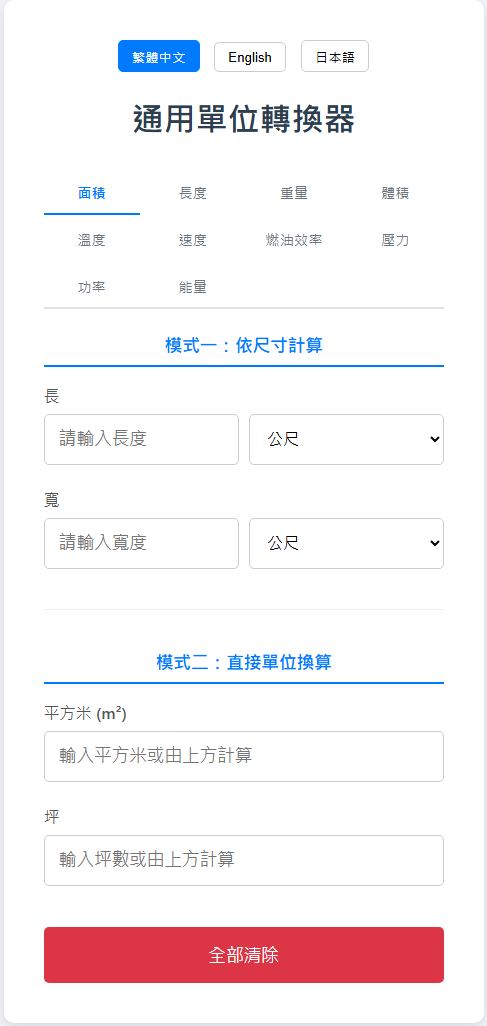 繁體中文 English 日本語
通用單位轉換器
面積 長度 重量 體積
溫度 速度 燃油效率 壓力
功率 能量
模式一：依尺寸計算
長
請輸入長度 公尺
寬
請輸入寬度 公尺
模式二：直接單位換算
平方米 (m²)
輸入平方米或由上方計算
坪
輸入坪數或由上方計算
全部清除